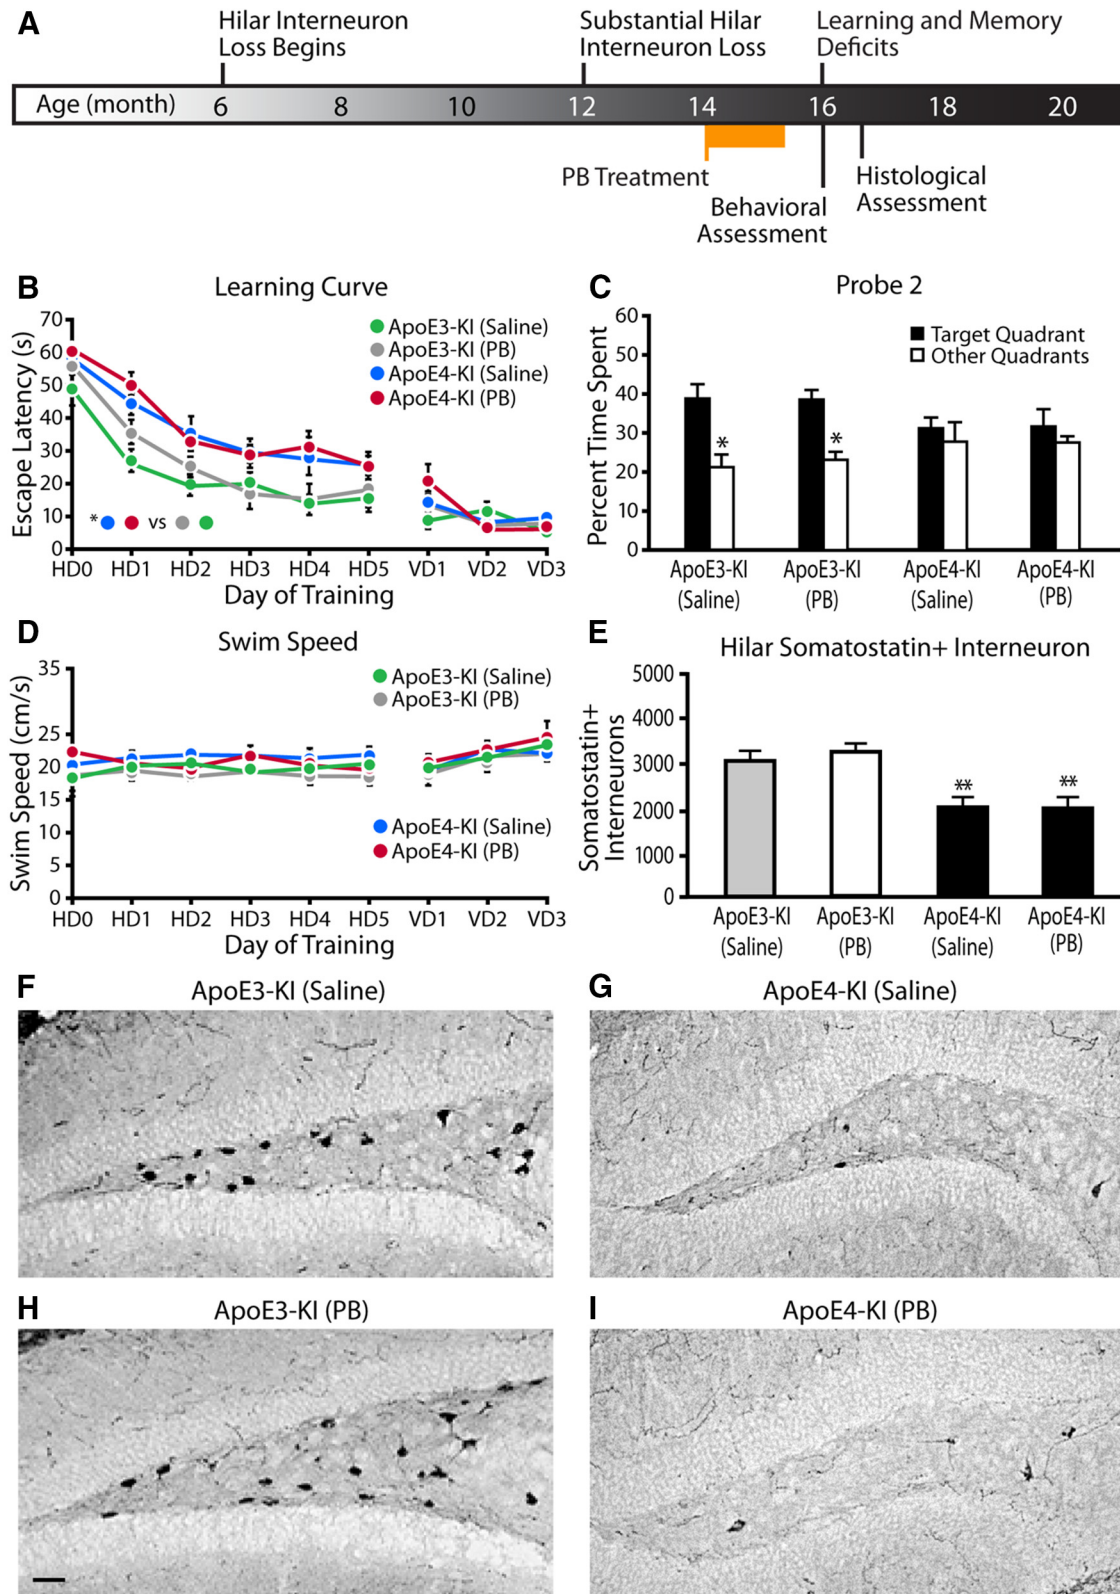 A
Hilar Interneuron
Loss Begins
Substantial Hilar
Interneuron Loss
Learning and Memory
Deficits
Age (month) 6 8 10 12 14 16 18 20
PB Treatment
Behavioral
Assessment
Histological
Assessment
B
Learning Curve
Escape Latency (s)
70
60
50
40
30
20
10
0
ApoE3-KI (Saline)
ApoE3-KI (PB)
ApoE4-KI (Saline)
ApoE4-KI (PB)
* vs
HD0 HD1 HD2 HD3 HD4 HD5 VD1 VD2 VD3
Day of Training
C
Probe 2
Percent Time Spent
60
50
40
30
20
10
0
Target Quadrant
Other Quadrants
* *
ApoE3-KI ApoE3-KI ApoE4-KI ApoE4-KI
(Saline) (PB) (Saline) (PB)
D
Swim Speed
Swim Speed (cm/s)
35
25
20
15
10
5
0
ApoE3-KI (Saline)
ApoE3-KI (PB)
ApoE4-KI (Saline)
ApoE4-KI (PB)
HD0 HD1 HD2 HD3 HD4 HD5 VD1 VD2 VD3
Day of Training
E
Hilar Somatostatin+ Interneuron
Somatostatin+
Interneurons
5000
4000
3000
2000
1000
0
** **
ApoE3-KI ApoE3-KI ApoE4-KI ApoE4-KI
(Saline) (PB) (Saline) (PB)
F
ApoE3-KI (Saline)
G
ApoE4-KI (Saline)
H
ApoE3-KI (PB)
I
ApoE4-KI (PB)